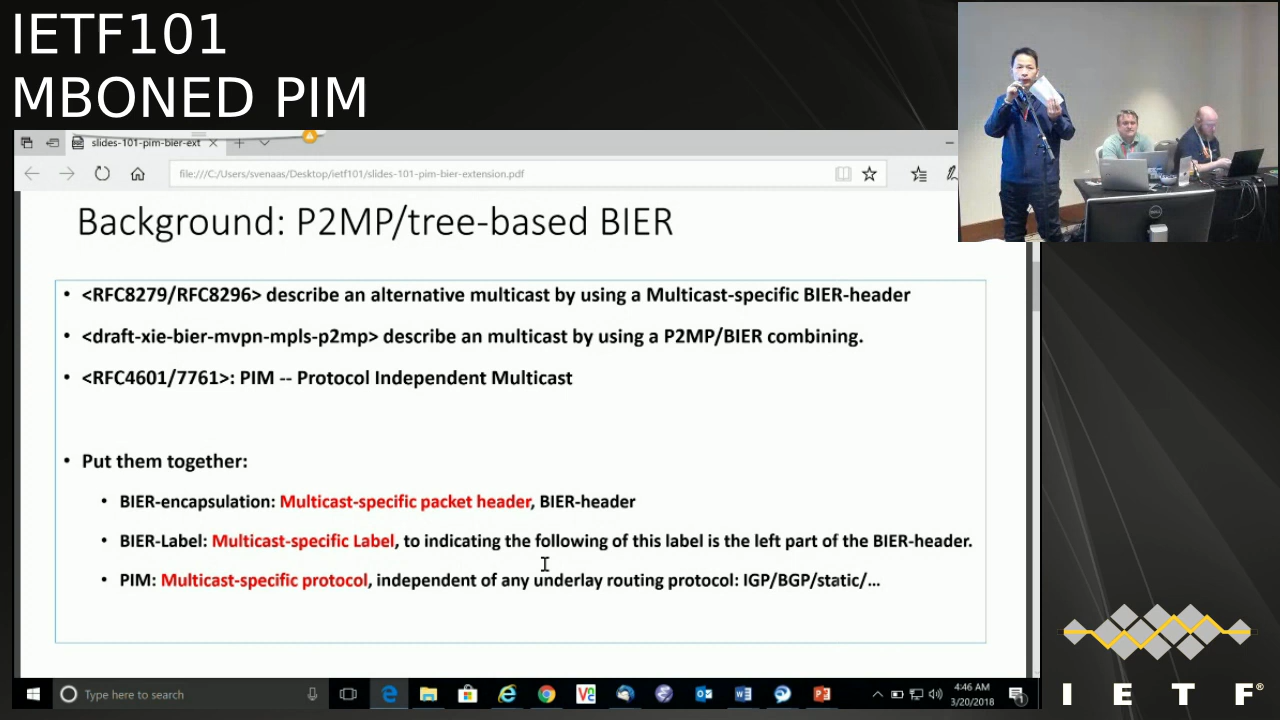 IETF101
MBONED PIM
slides-101-pim-bier-ext
file:///C:/Users/svenaas/Desktop/ietf101/slides-101-pim-bier-extension.pdf
Background: P2MP/tree-based BIER
• <RFC8279/RFC8296> describe an alternative multicast by using a Multicast-specific BIER-header
• <draft-xie-bier-mvpn-mpls-p2mp> describe an multicast by using a P2MP/BIER combining.
• <RFC4601/7761>: PIM -- Protocol Independent Multicast
• Put them together:
• BIER-encapsulation: Multicast-specific packet header, BIER-header
• BIER-Label: Multicast-specific Label, to indicating the following of this label is the left part of the BIER-header.
• PIM: Multicast-specific protocol, independent of any underlay routing protocol: IGP/BGP/static/...
Type here to search
4:46 AM
3/20/2018
DELL
I E T F®